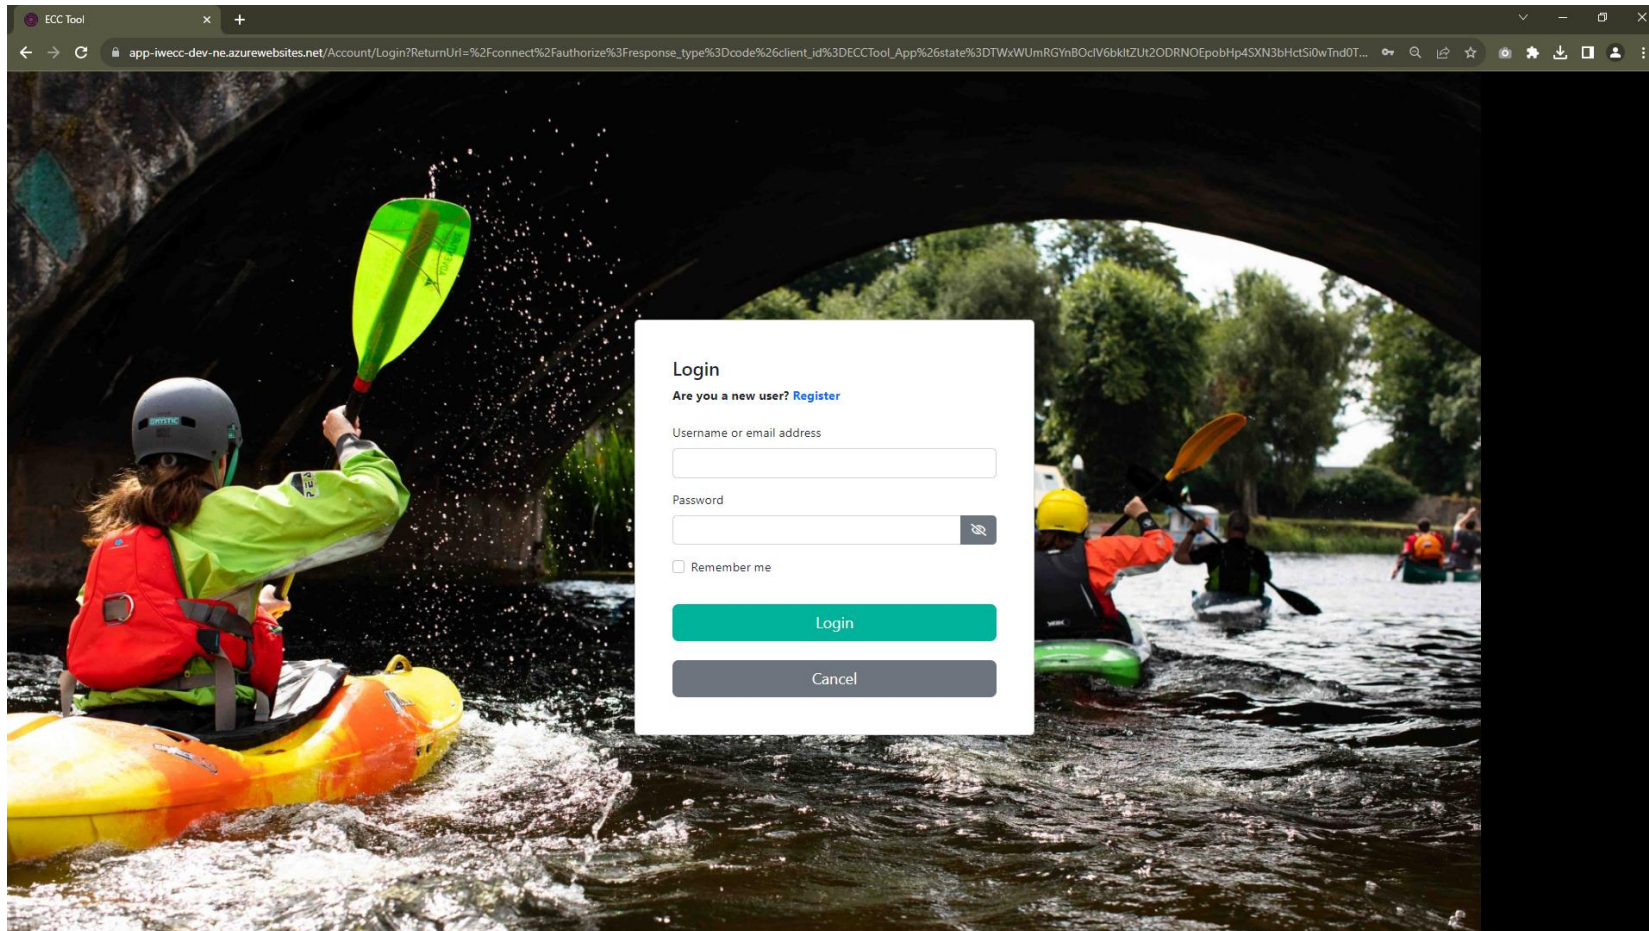 ECC Tool
app-iwecc-dev-ne.azurewebsites.net/Account/Login?ReturnUrl=%2Fconnect%2Fauthorize%3Fresponse_type%3Dcode%26client_id%3DECCTool_App%26state%3DTWxWUmRGYnBOclV6bkltZUt2ODRNOEpobHp4SXN3bHctSi0wTnd0T...
MYSTIC
Login
Are you a new user? Register
Username or email address
Password
Remember me
Login
Cancel